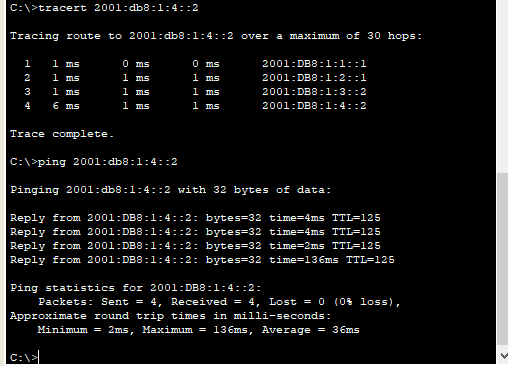 C:\>tracert 2001:db8:1:4::2
Tracing route to 2001:db8:1:4::2 over a maximum of 30 hops:
1 1 ms 0 ms 0 ms 2001:DB8:1:1::1
2 1 ms 1 ms 1 ms 2001:DB8:1:2::1
3 1 ms 1 ms 1 ms 2001:DB8:1:3::2
4 6 ms 1 ms 1 ms 2001:DB8:1:4::2
Trace complete.
C:\>ping 2001:db8:1:4::2
Pinging 2001:db8:1:4::2 with 32 bytes of data:
Reply from 2001:DB8:1:4::2: bytes=32 time=4ms TTL=125
Reply from 2001:DB8:1:4::2: bytes=32 time=4ms TTL=125
Reply from 2001:DB8:1:4::2: bytes=32 time=2ms TTL=125
Reply from 2001:DB8:1:4::2: bytes=32 time=136ms TTL=125
Ping statistics for 2001:DB8:1:4::2:
Packets: Sent = 4, Received = 4, Lost = 0 (0% loss),
Approximate round trip times in milli-seconds:
Minimum = 2ms, Maximum = 136ms, Average = 36ms
C:\>